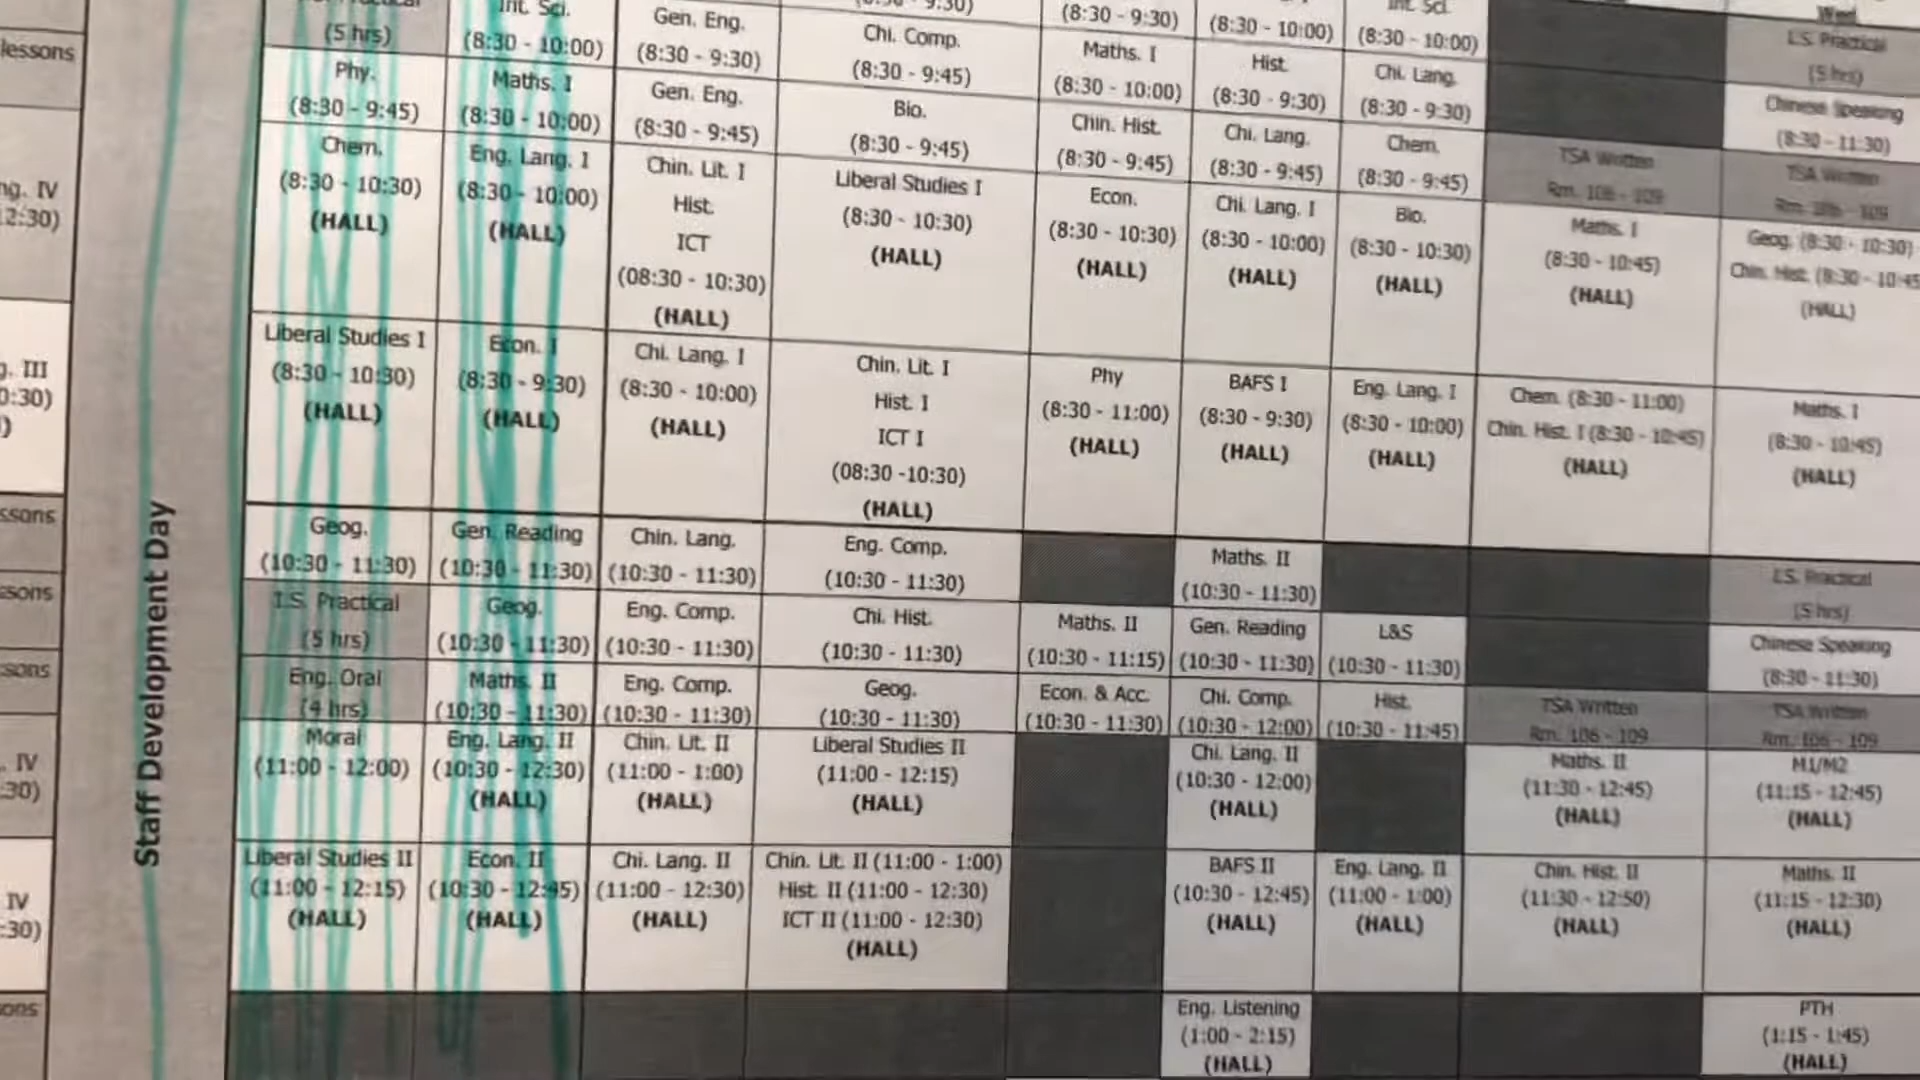 (5 hrs)
Int. Sci.
(8:30 - 10:00)
Gen. Eng.
(8:30 - 9:30)
Chi. Comp.
(8:30 - 9:45)
(8:30 - 9:30)
(8:30 - 10:00)
Int. Sci.
(8:30 - 10:00)
Wed
I.S. Practical
(5 hrs)
lessons
Phy.
(8:30 - 9:45)
Maths. I
(8:30 - 10:00)
Gen. Eng.
(8:30 - 9:45)
Bio.
(8:30 - 9:45)
Maths. I
(8:30 - 10:00)
Hist.
(8:30 - 9:30)
Chi. Lang.
(8:30 - 9:30)
Chinese Speaking
(8:30 - 11:30)
Chin. Hist.
(8:30 - 9:45)
Chi. Lang.
(8:30 - 9:45)
Chem.
(8:30 - 9:45)
TSA Written
Rm. 106 - 109
TSA Written
Rm. 106 - 109
IV
2:30)
Chem.
(8:30 - 10:30)
(HALL)
Eng. Lang. I
(8:30 - 10:00)
(HALL)
Chin. Lit. I
Hist.
ICT
(08:30 - 10:30)
(HALL)
Liberal Studies I
(8:30 - 10:30)
(HALL)
Econ.
(8:30 - 10:30)
(HALL)
Chi. Lang. I
(8:30 - 10:00)
(HALL)
Bio.
(8:30 - 10:30)
(HALL)
Maths. I
(8:30 - 10:45)
(HALL)
Geog. (8:30 - 10:30)
Chin. Hist. (8:30 - 10:45
(HALL)
III
0:30)
)
Liberal Studies I
(8:30 - 10:30)
(HALL)
Econ. I
(8:30 - 9:30)
(HALL)
Chi. Lang. I
(8:30 - 10:00)
(HALL)
Chin. Lit. I
Hist. I
ICT I
(08:30 -10:30)
(HALL)
Phy
(8:30 - 11:00)
(HALL)
BAFS I
(8:30 - 9:30)
(HALL)
Eng. Lang. I
(8:30 - 10:00)
(HALL)
Chem. (8:30 - 11:00)
Chin. Hist. I (8:30 - 10:45)
(HALL)
Maths. I
(8:30 - 10:45)
(HALL)
Staff Development Day
ssons
Geog.
(10:30 - 11:30)
Gen. Reading
(10:30 - 11:30)
Chin. Lang.
(10:30 - 11:30)
Eng. Comp.
(10:30 - 11:30)
Maths. II
(10:30 - 11:30)
I.S. Practical
(5 hrs)
ssons
I.S. Practical
(5 hrs)
Geog.
(10:30 - 11:30)
Eng. Comp.
(10:30 - 11:30)
Chi. Hist.
(10:30 - 11:30)
Maths. II
(10:30 - 11:15)
Gen. Reading
(10:30 - 11:30)
L&S
(10:30 - 11:30)
Chinese Speaking
(8:30 - 11:30)
ssons
Eng. Oral
(4 hrs)
Maths. II
(10:30 - 11:30)
Eng. Comp.
(10:30 - 11:30)
Geog.
(10:30 - 11:30)
Econ. & Acc.
(10:30 - 11:30)
Chi. Comp.
(10:30 - 12:00)
Hist.
(10:30 - 11:45)
TSA Written
Rm. 106 - 109
TSA Written
Rm. 106 - 109
. IV
:30)
Moral
(11:00 - 12:00)
Eng. Lang. II
(10:30 - 12:30)
(HALL)
Chin. Lit. II
(11:00 - 1:00)
(HALL)
Liberal Studies II
(11:00 - 12:15)
(HALL)
Chi. Lang. II
(10:30 - 12:00)
(HALL)
Maths. II
(11:30 - 12:45)
(HALL)
M1/M2
(11:15 - 12:45)
(HALL)
IV
:30)
Liberal Studies II
(11:00 - 12:15)
(HALL)
Econ. II
(10:30 - 12:45)
(HALL)
Chi. Lang. II
(11:00 - 12:30)
(HALL)
Chin. Lit. II (11:00 - 1:00)
Hist. II (11:00 - 12:30)
ICT II (11:00 - 12:30)
(HALL)
BAFS II
(10:30 - 12:45)
(HALL)
Eng. Lang. II
(11:00 - 1:00)
(HALL)
Chin. Hist. II
(11:30 - 12:50)
(HALL)
Maths. II
(11:15 - 12:30)
(HALL)
ons
Eng. Listening
(1:00 - 2:15)
(HALL)
PTH
(1:15 - 1:45)
(HALL)